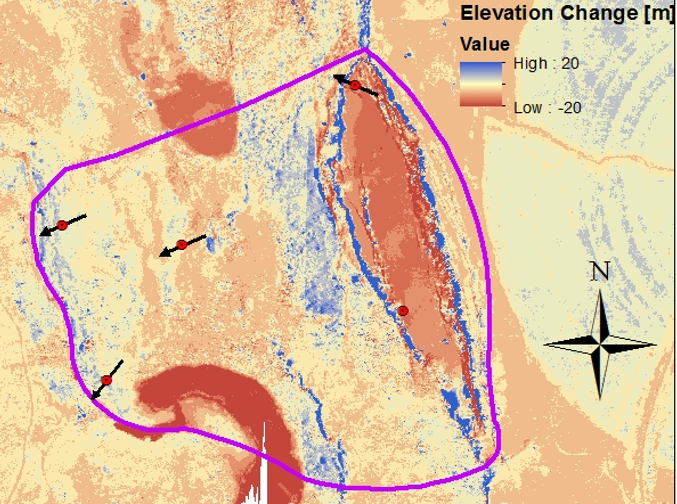 Elevation Change [m]
Value
High : 20
Low : -20
N